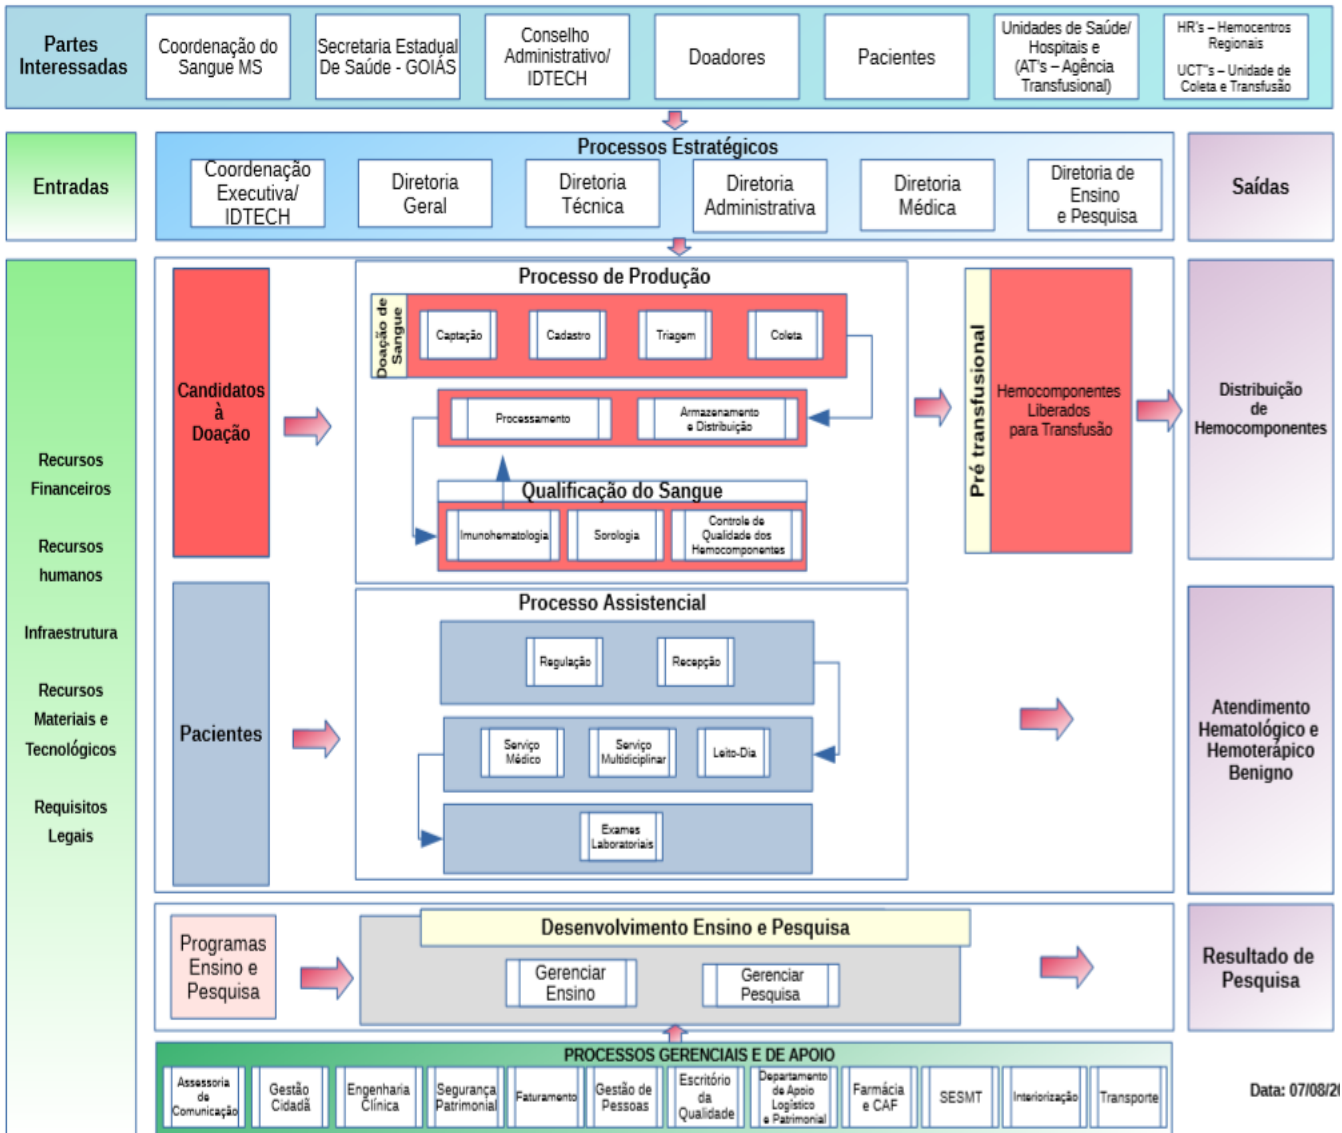 Partes
Interessadas
Coordenação do
Sangue MS
Secretaria Estadual
De Saúde - GOIÁS
Conselho
Administrativo/
IDTECH
Doadores
Pacientes
Unidades de Saúde/
Hospitais e
(AT's – Agência
Transfusional)
HR's – Hemocentros
Regionais
UCT"s – Unidade de
Coleta e Transfusão
Entradas
Processos Estratégicos
Coordenação
Executiva/
IDTECH
Diretoria
Geral
Diretoria
Técnica
Diretoria
Administrativa
Diretoria
Médica
Diretoria de
Ensino
e Pesquisa
Saídas
Recursos
Financeiros
Recursos
humanos
Infraestrutura
Recursos
Materiais e
Tecnológicos
Requisitos
Legais
Candidatos
à
Doação
Processo de Produção
Doação de
Sangue
Captação
Cadastro
Triagem
Coleta
Processamento
Armazenamento
e Distribuição
Qualificação do Sangue
Imunohematologia
Sorologia
Controle de
Qualidade dos
Hemocomponentes
Pré transfusional
Hemocomponentes
Liberados
para Transfusão
Distribuição
de
Hemocomponentes
Pacientes
Processo Assistencial
Regulação
Recepção
Serviço
Médico
Serviço
Multidiciplinar
Leito-Dia
Exames
Laboratoriais
Atendimento
Hematológico e
Hemoterápico
Benigno
Programas
Ensino e
Pesquisa
Desenvolvimento Ensino e Pesquisa
Gerenciar
Ensino
Gerenciar
Pesquisa
Resultado de
Pesquisa
PROCESSOS GERENCIAIS E DE APOIO
Assessoria
de
Comunicação
Gestão
Cidadã
Engenharia
Clínica
Segurança
Patrimonial
Faturamento
Gestão de
Pessoas
Escritório
da
Qualidade
Departamento
de Apoio
Logístico
e Patrimonial
Farmácia
e CAF
SESMT
Interiorização
Transporte
Data: 07/08/20